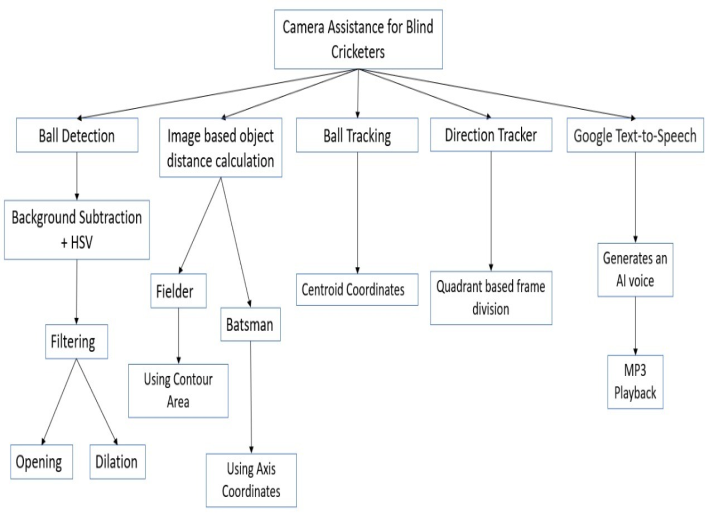 Camera Assistance for Blind
Cricketers
Ball Detection
Image based object
distance calculation
Ball Tracking
Direction Tracker
Google Text-to-Speech
Background Subtraction
+ HSV
Fielder
Batsman
Centroid Coordinates
Quadrant based frame
division
Generates an
AI voice
Filtering
Using Contour
Area
MP3
Playback
Opening
Dilation
Using Axis
Coordinates